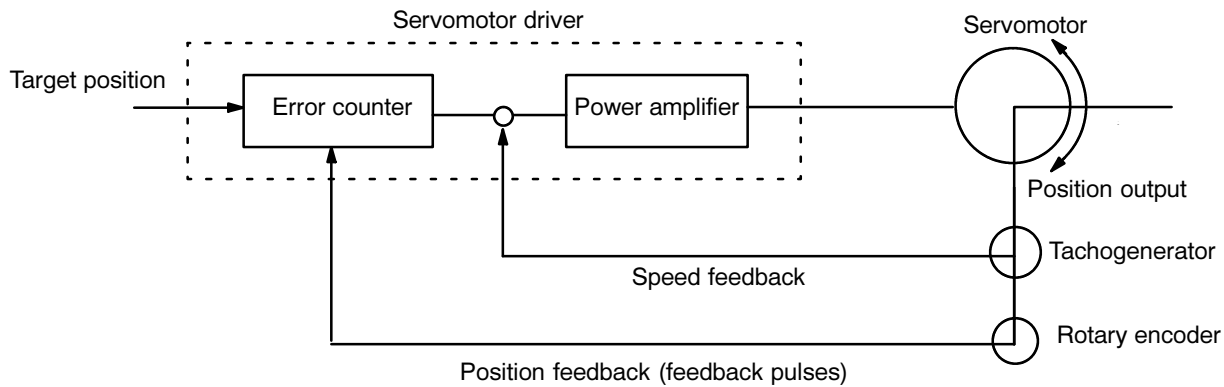 Servomotor driver
Servomotor
Target position
Error counter
Power amplifier
Position output
Tachogenerator
Speed feedback
Rotary encoder
Position feedback (feedback pulses)